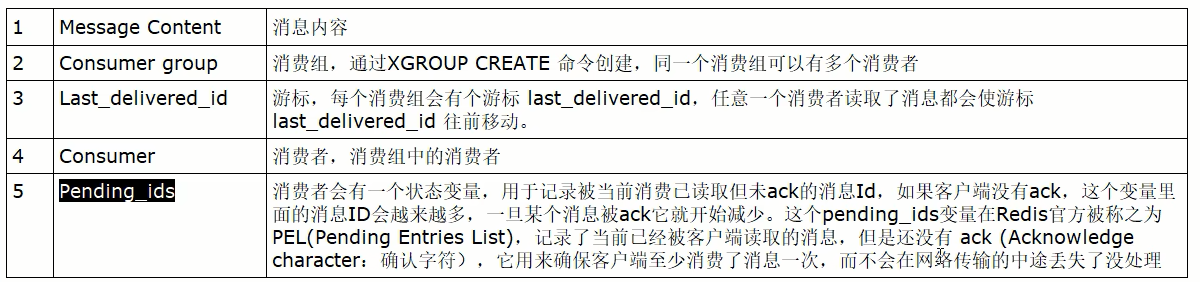 1 Message Content 消息内容
2 Consumer group 消费组，通过XGROUP CREATE 命令创建，同一个消费组可以有多个消费者
3 Last_delivered_id 游标，每个消费组会有个游标 last_delivered_id，任意一个消费者读取了消息都会使游标
last_delivered_id 往前移动。
4 Consumer 消费者，消费组中的消费者
5 Pending_ids 消费者会有一个状态变量，用于记录被当前消费已读取但未ack的消息Id，如果客户端没有ack，这个变量里
面的消息ID会越来越多，一旦某个消息被ack它就开始减少。这个pending_ids变量在Redis官方被称之为
PEL(Pending Entries List)，记录了当前已经被客户端读取的消息，但是还没有 ack (Acknowledge
character：确认字符），它用来确保客户端至少消费了消息一次，而不会在网络传输的中途丢失了没处理